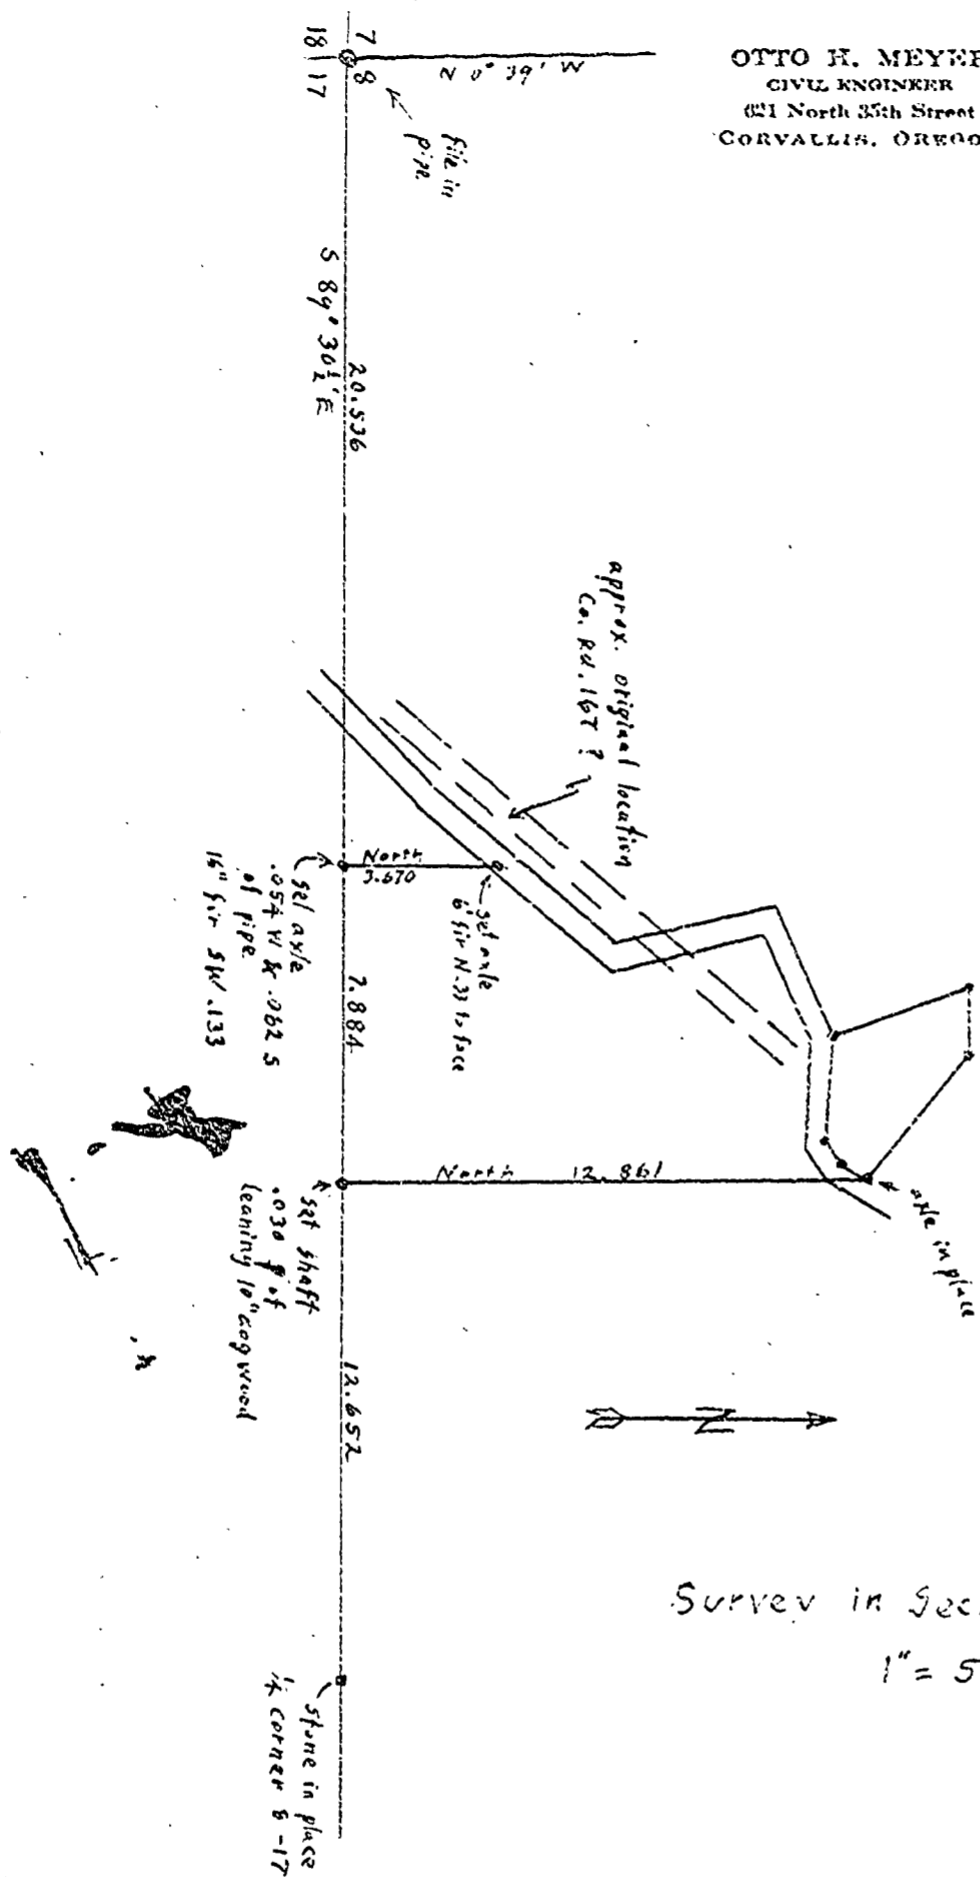 OTTO H. MEYER
CIVIL ENGINEER
621 North 35th Street
CORVALLIS, OREGO
7
18
8
17
N 0° 39' W
file in
pipe
S 89° 30½' E
20.536
approx. original location
Co. Rd. 167 ?
North
3.670
set axle
6" fir N .33 to face
set axle
.054 W & .062 S
of pipe
16" fir SW .133
7.884
North 12.861
axle in place
set shaft
.030 of
leaning 10" dogwood
12.652
N
stone in place
¼ corner 8-17
Survey in Sec.
1" = 5